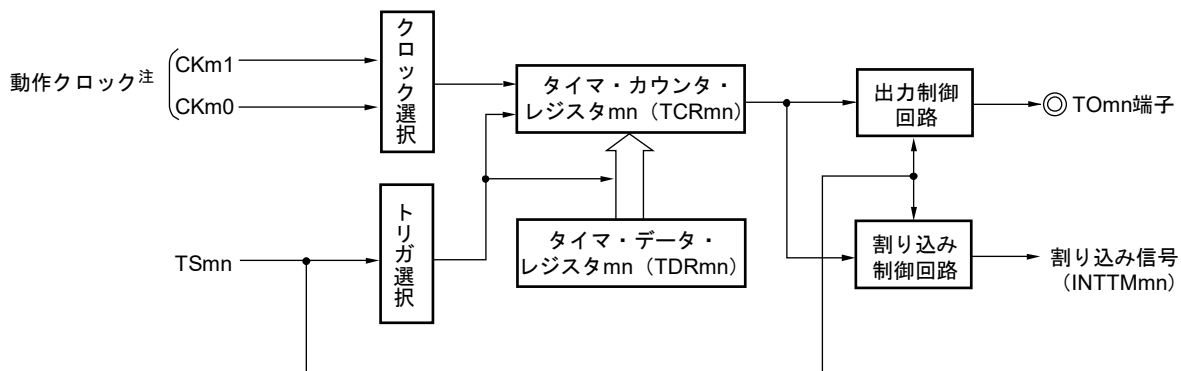 動作クロック注
CKm1
CKm0
クロック選択
タイマ・カウンタ・
レジスタmn（TCRmn）
出力制御
回路
TOmn端子
TSmn
トリガ選択
タイマ・データ・
レジスタmn（TDRmn）
割り込み
制御回路
割り込み信号
（INTTMmn）